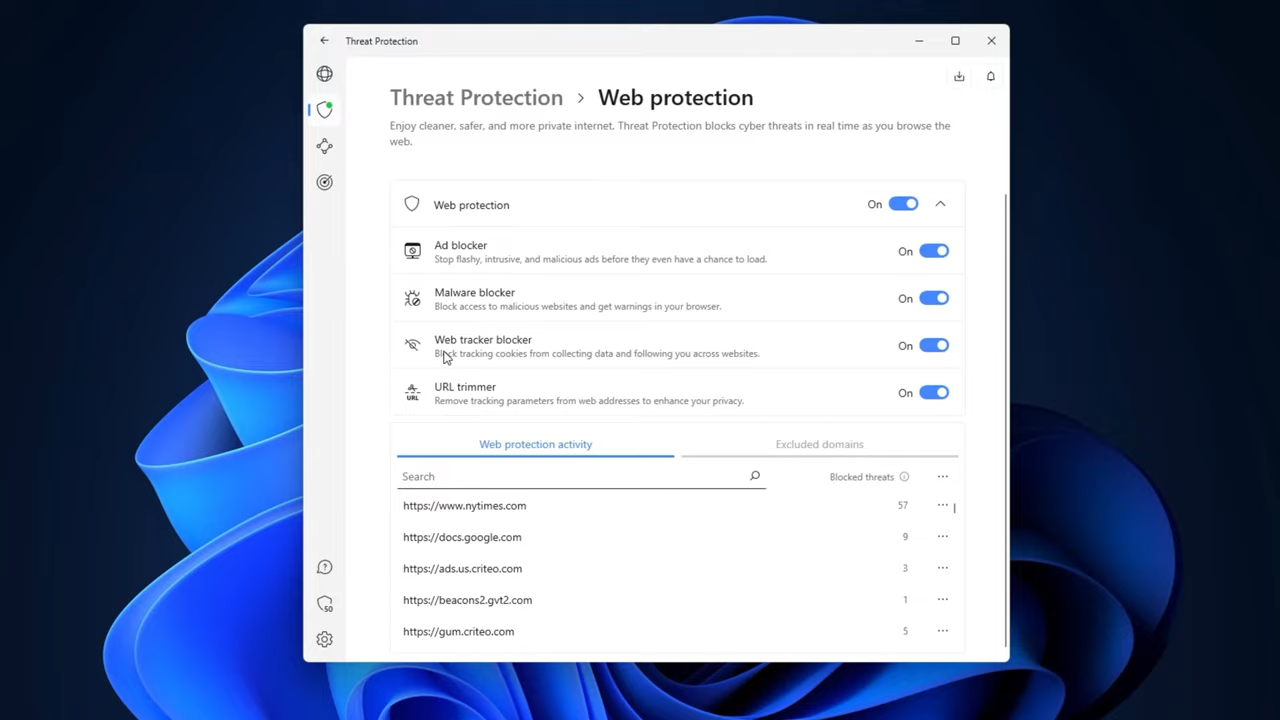 Threat Protection
Threat Protection > Web protection
Enjoy cleaner, safer, and more private internet. Threat Protection blocks cyber threats in real time as you browse the
web.
Web protection
On
Ad blocker
Stop flashy, intrusive, and malicious ads before they even have a chance to load.
On
Malware blocker
Block access to malicious websites and get warnings in your browser.
On
Web tracker blocker
Block tracking cookies from collecting data and following you across websites.
On
URL
URL trimmer
Remove tracking parameters from web addresses to enhance your privacy.
On
Web protection activity
Excluded domains
Search
Blocked threats
https://www.nytimes.com
57
https://docs.google.com
9
https://ads.us.criteo.com
3
https://beacons2.gvt2.com
1
https://gum.criteo.com
5
50